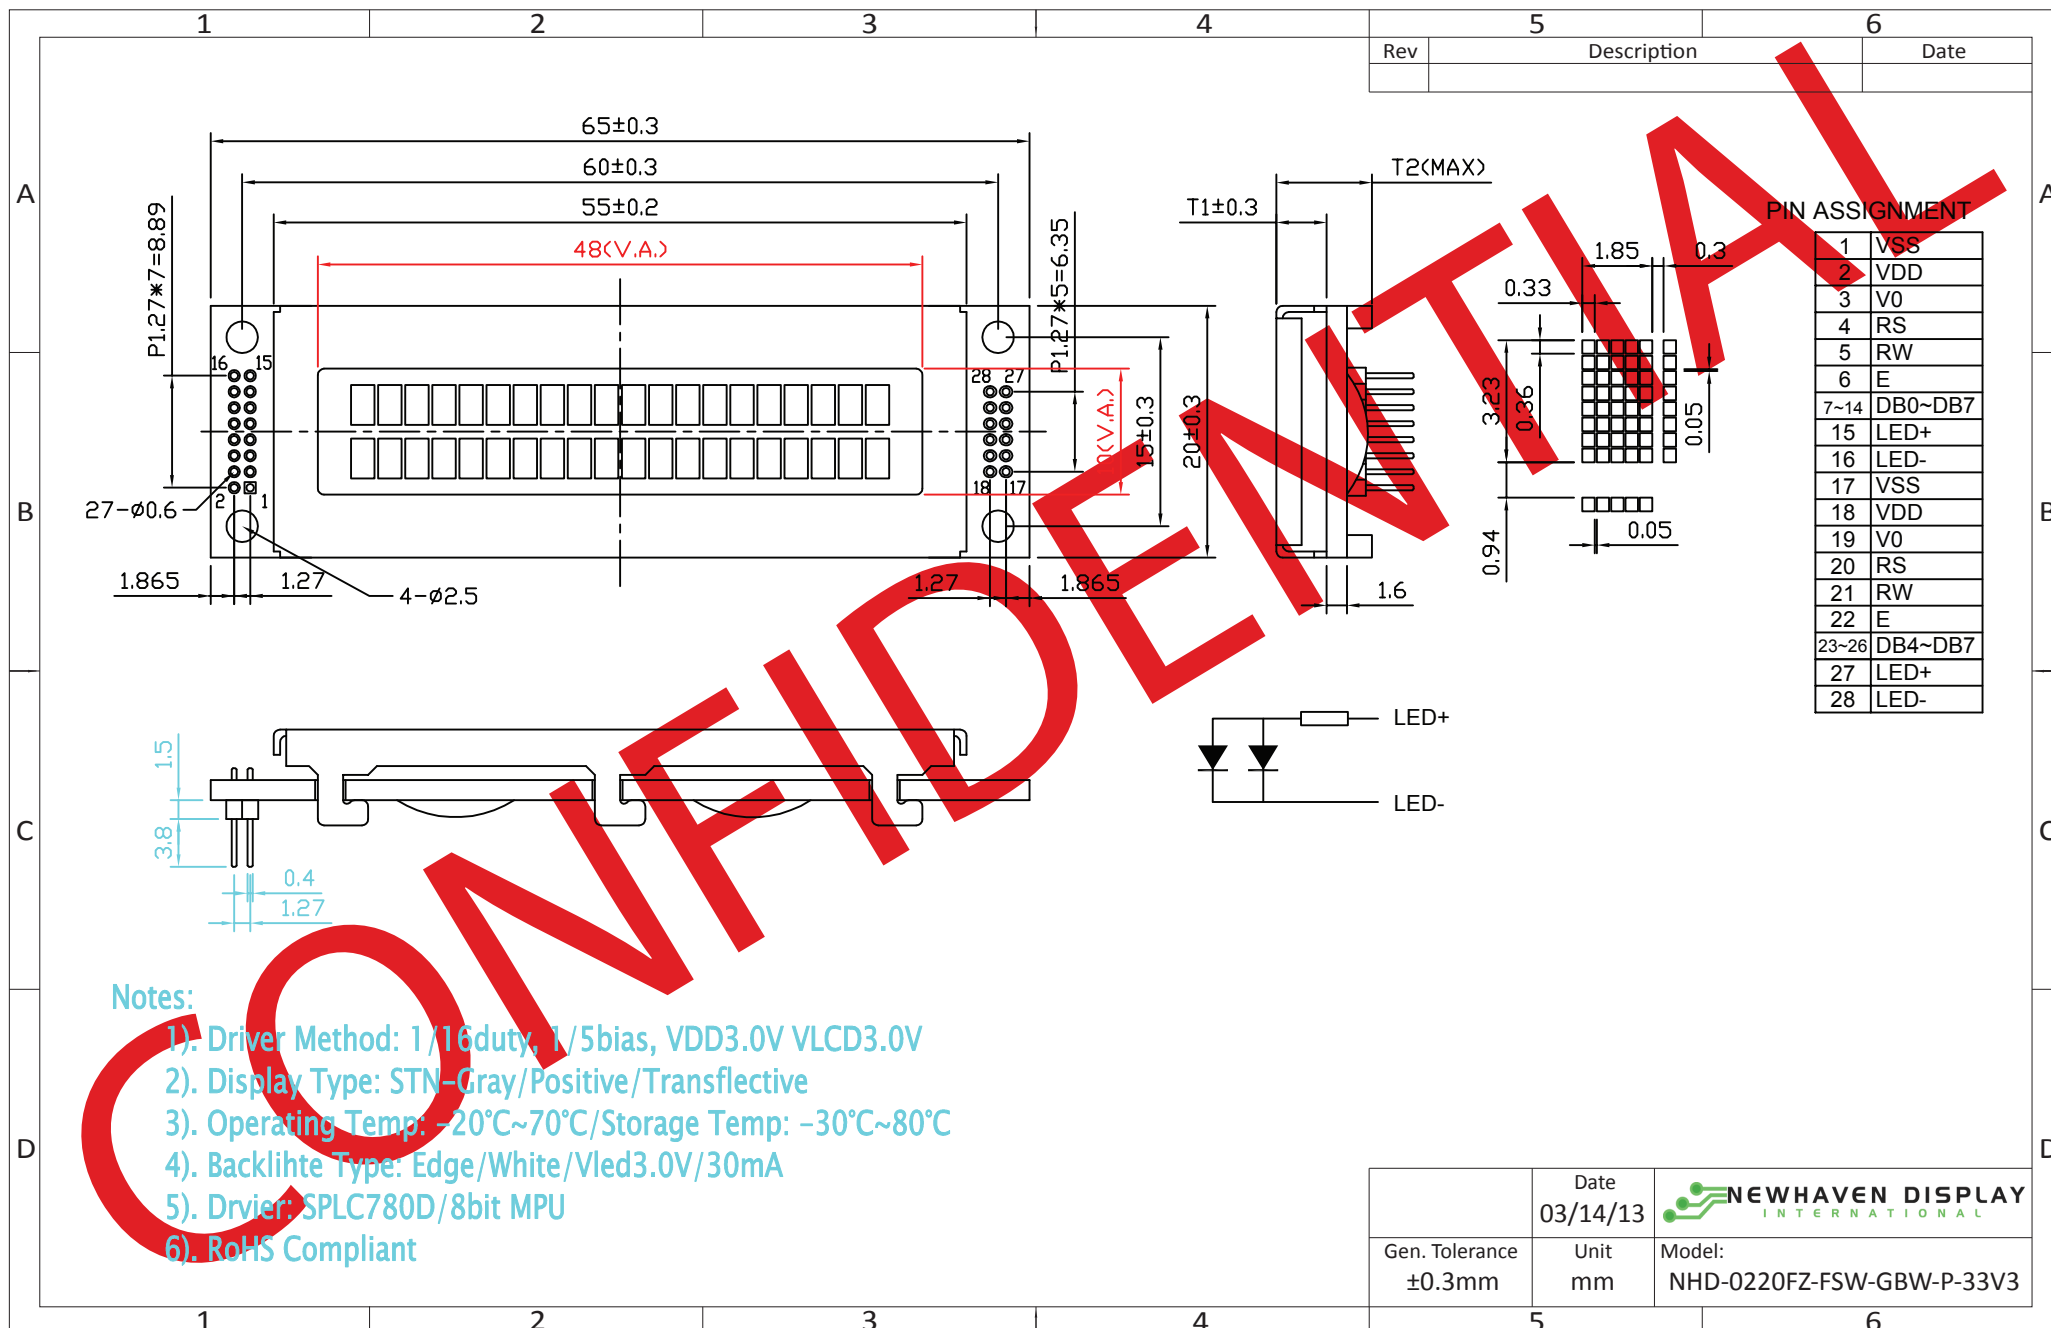 1 2 3 4 5 6
Rev Description Date
A A
B B
C C
D D
65±0.3
60±0.3
55±0.2
48(V.A.)
P1.27*7=8.89
P1.27*5=6.35
16 15
2 1
28 27
18 17
10(V.A.)
15±0.3
20±0.3
27-Ø0.6
4-Ø2.5
1.865 1.27
1.27 1.865
T2(MAX)
T1±0.3
1.6
1.85 0.3
0.33
3.23
0.36
0.05
0.94
0.05
PIN ASSIGNMENT
1 VSS
2 VDD
3 V0
4 RS
5 RW
6 E
7~14 DB0~DB7
15 LED+
16 LED-
17 VSS
18 VDD
19 V0
20 RS
21 RW
22 E
23~26 DB4~DB7
27 LED+
28 LED-
LED+
LED-
1.5
3.8
0.4
1.27
CONFIDENTIAL
Notes:
1). Driver Method: 1/16duty, 1/5bias, VDD3.0V VLCD3.0V
2). Display Type: STN-Gray/Positive/Transflective
3). Operating Temp: -20℃~70℃/Storage Temp: -30℃~80℃
4). Backlihte Type: Edge/White/Vled3.0V/30mA
5). Drvier: SPLC780D/8bit MPU
6). RoHS Compliant
Date
03/14/13
NEWHAVEN DISPLAY
INTERNATIONAL
Gen. Tolerance
±0.3mm
Unit
mm
Model:
NHD-0220FZ-FSW-GBW-P-33V3
1 2 3 4 5 6